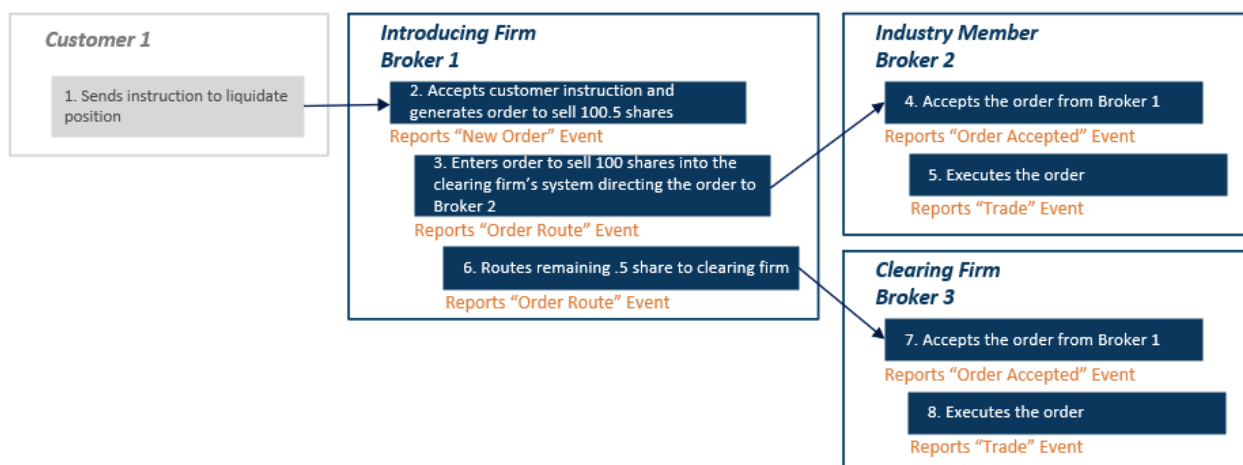 Customer 1
1. Sends instruction to liquidate
position
Introducing Firm
Broker 1
2. Accepts customer instruction and
generates order to sell 100.5 shares
Reports “New Order” Event
3. Enters order to sell 100 shares into the
clearing firm’s system directing the order to
Broker 2
Reports “Order Route” Event
6. Routes remaining .5 share to clearing firm
Reports “Order Route” Event
Industry Member
Broker 2
4. Accepts the order from Broker 1
Reports “Order Accepted” Event
5. Executes the order
Reports “Trade” Event
Clearing Firm
Broker 3
7. Accepts the order from Broker 1
Reports “Order Accepted” Event
8. Executes the order
Reports “Trade” Event